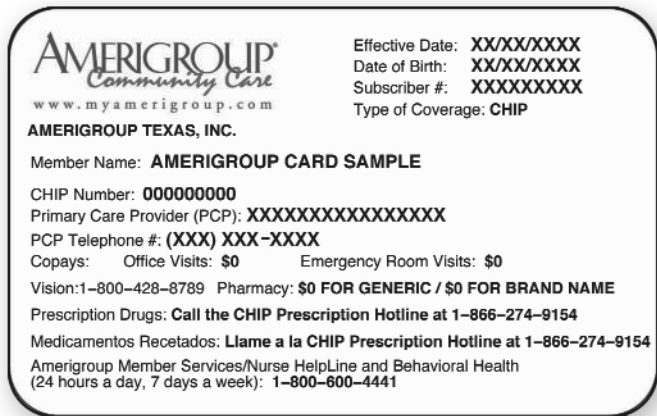 AMERIGROUP®
Community Care
www.myamerigroup.com
AMERIGROUP TEXAS, INC.
Effective Date: XX/XX/XXXX
Date of Birth: XX/XX/XXXX
Subscriber #: XXXXXXXXX
Type of Coverage: CHIP
Member Name: AMERIGROUP CARD SAMPLE
CHIP Number: 000000000
Primary Care Provider (PCP): XXXXXXXXXXXXXXXX
PCP Telephone #: (XXX) XXX-XXXX
Copays: Office Visits: $0 Emergency Room Visits: $0
Vision:1-800-428-8789 Pharmacy: $0 FOR GENERIC / $0 FOR BRAND NAME
Prescription Drugs: Call the CHIP Prescription Hotline at 1-866-274-9154
Medicamentos Recetados: Llame a la CHIP Prescription Hotline at 1-866-274-9154
Amerigroup Member Services/Nurse HelpLine and Behavioral Health
(24 hours a day, 7 days a week): 1-800-600-4441